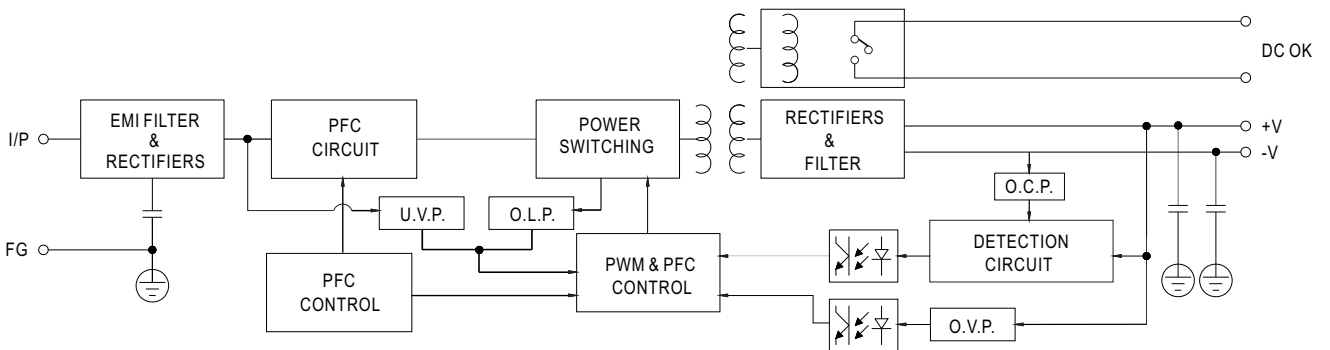 DC OK
I/P
EMI FILTER
&
RECTIFIERS
PFC
CIRCUIT
POWER
SWITCHING
RECTIFIERS
&
FILTER
+V
-V
O.C.P.
U.V.P.
O.L.P.
FG
PFC
CONTROL
PWM & PFC
CONTROL
DETECTION
CIRCUIT
O.V.P.